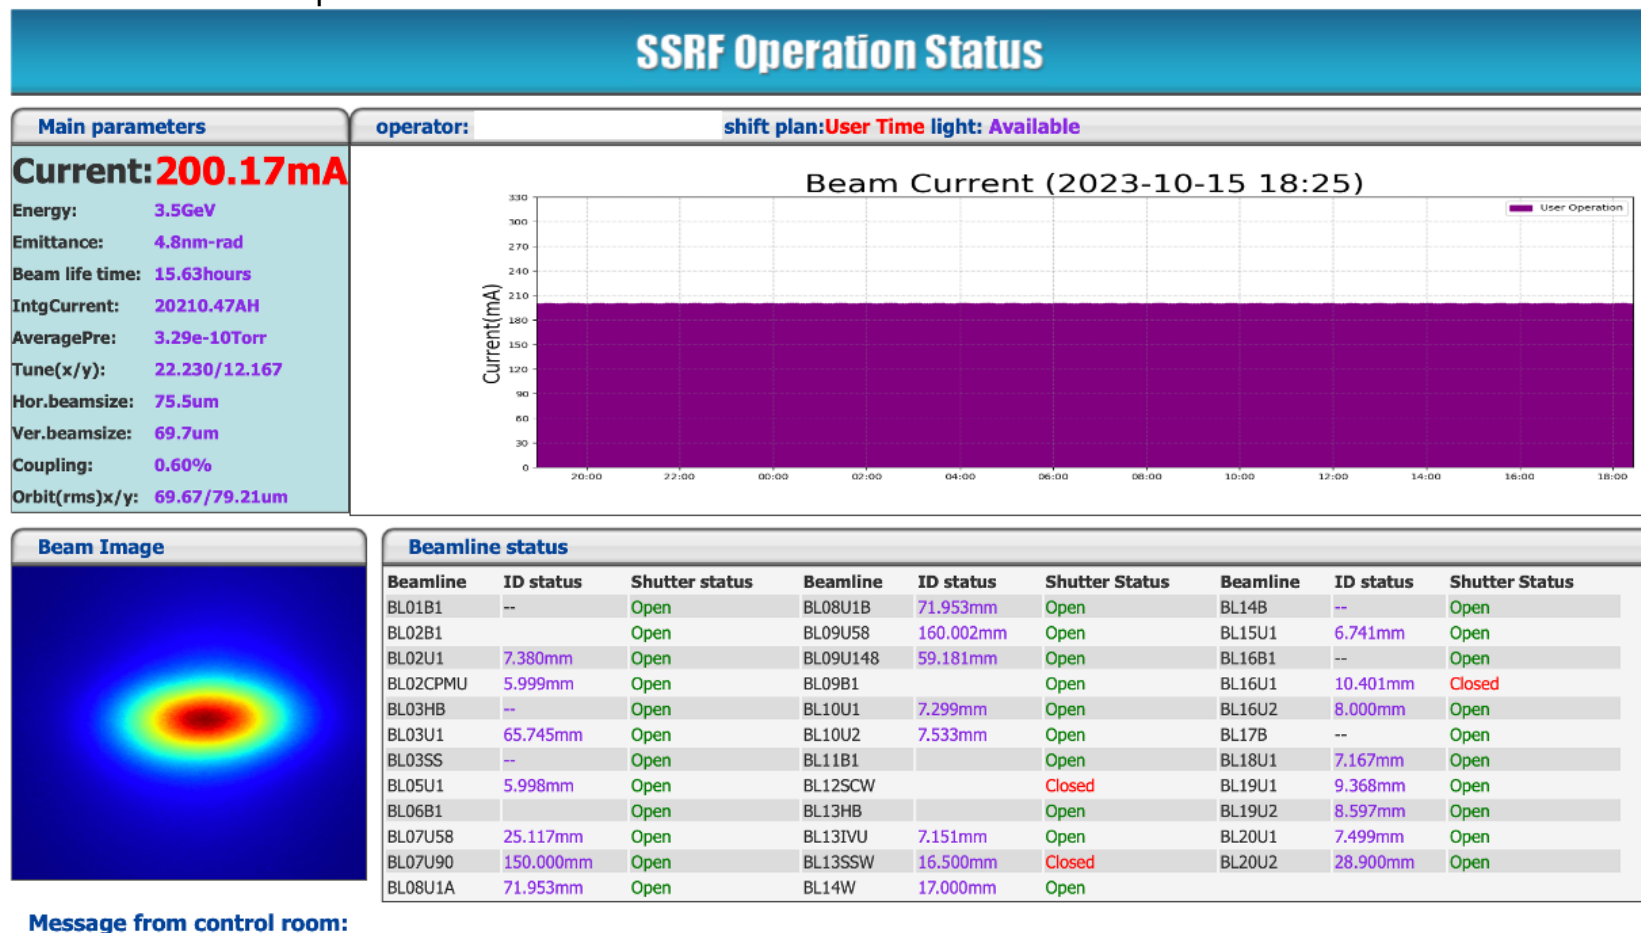 SSRF Operation Status
Main parameters
operator: shift plan:User Time light: Available
Current:200.17mA
Energy: 3.5GeV
Emittance: 4.8nm-rad
Beam life time: 15.63hours
IntgCurrent: 20210.47AH
AveragePre: 3.29e-10Torr
Tune(x/y): 22.230/12.167
Hor.beamsize: 75.5um
Ver.beamsize: 69.7um
Coupling: 0.60%
Orbit(rms)x/y: 69.67/79.21um
Beam Current (2023-10-15 18:25)
User Operation
Current(mA)
330
300
270
240
210
180
150
120
90
60
30
0
20:00 22:00 00:00 02:00 04:00 06:00 08:00 10:00 12:00 14:00 16:00 18:00
Beam Image
Beamline status
Beamline ID status Shutter status Beamline ID status Shutter Status Beamline ID status Shutter Status
BL01B1 -- Open BL08U1B 71.953mm Open BL14B -- Open
BL02B1 Open BL09U58 160.002mm Open BL15U1 6.741mm Open
BL02U1 7.380mm Open BL09U148 59.181mm Open BL16B1 -- Open
BL02CPMU 5.999mm Open BL09B1 Open BL16U1 10.401mm Closed
BL03HB -- Open BL10U1 7.299mm Open BL16U2 8.000mm Open
BL03U1 65.745mm Open BL10U2 7.533mm Open BL17B -- Open
BL03SS -- Open BL11B1 Open BL18U1 7.167mm Open
BL05U1 5.998mm Open BL12SCW Closed BL19U1 9.368mm Open
BL06B1 Open BL13HB Open BL19U2 8.597mm Open
BL07U58 25.117mm Open BL13IVU 7.151mm Open BL20U1 7.499mm Open
BL07U90 150.000mm Open BL13SSW 16.500mm Closed BL20U2 28.900mm Open
BL08U1A 71.953mm Open BL14W 17.000mm Open
Message from control room: